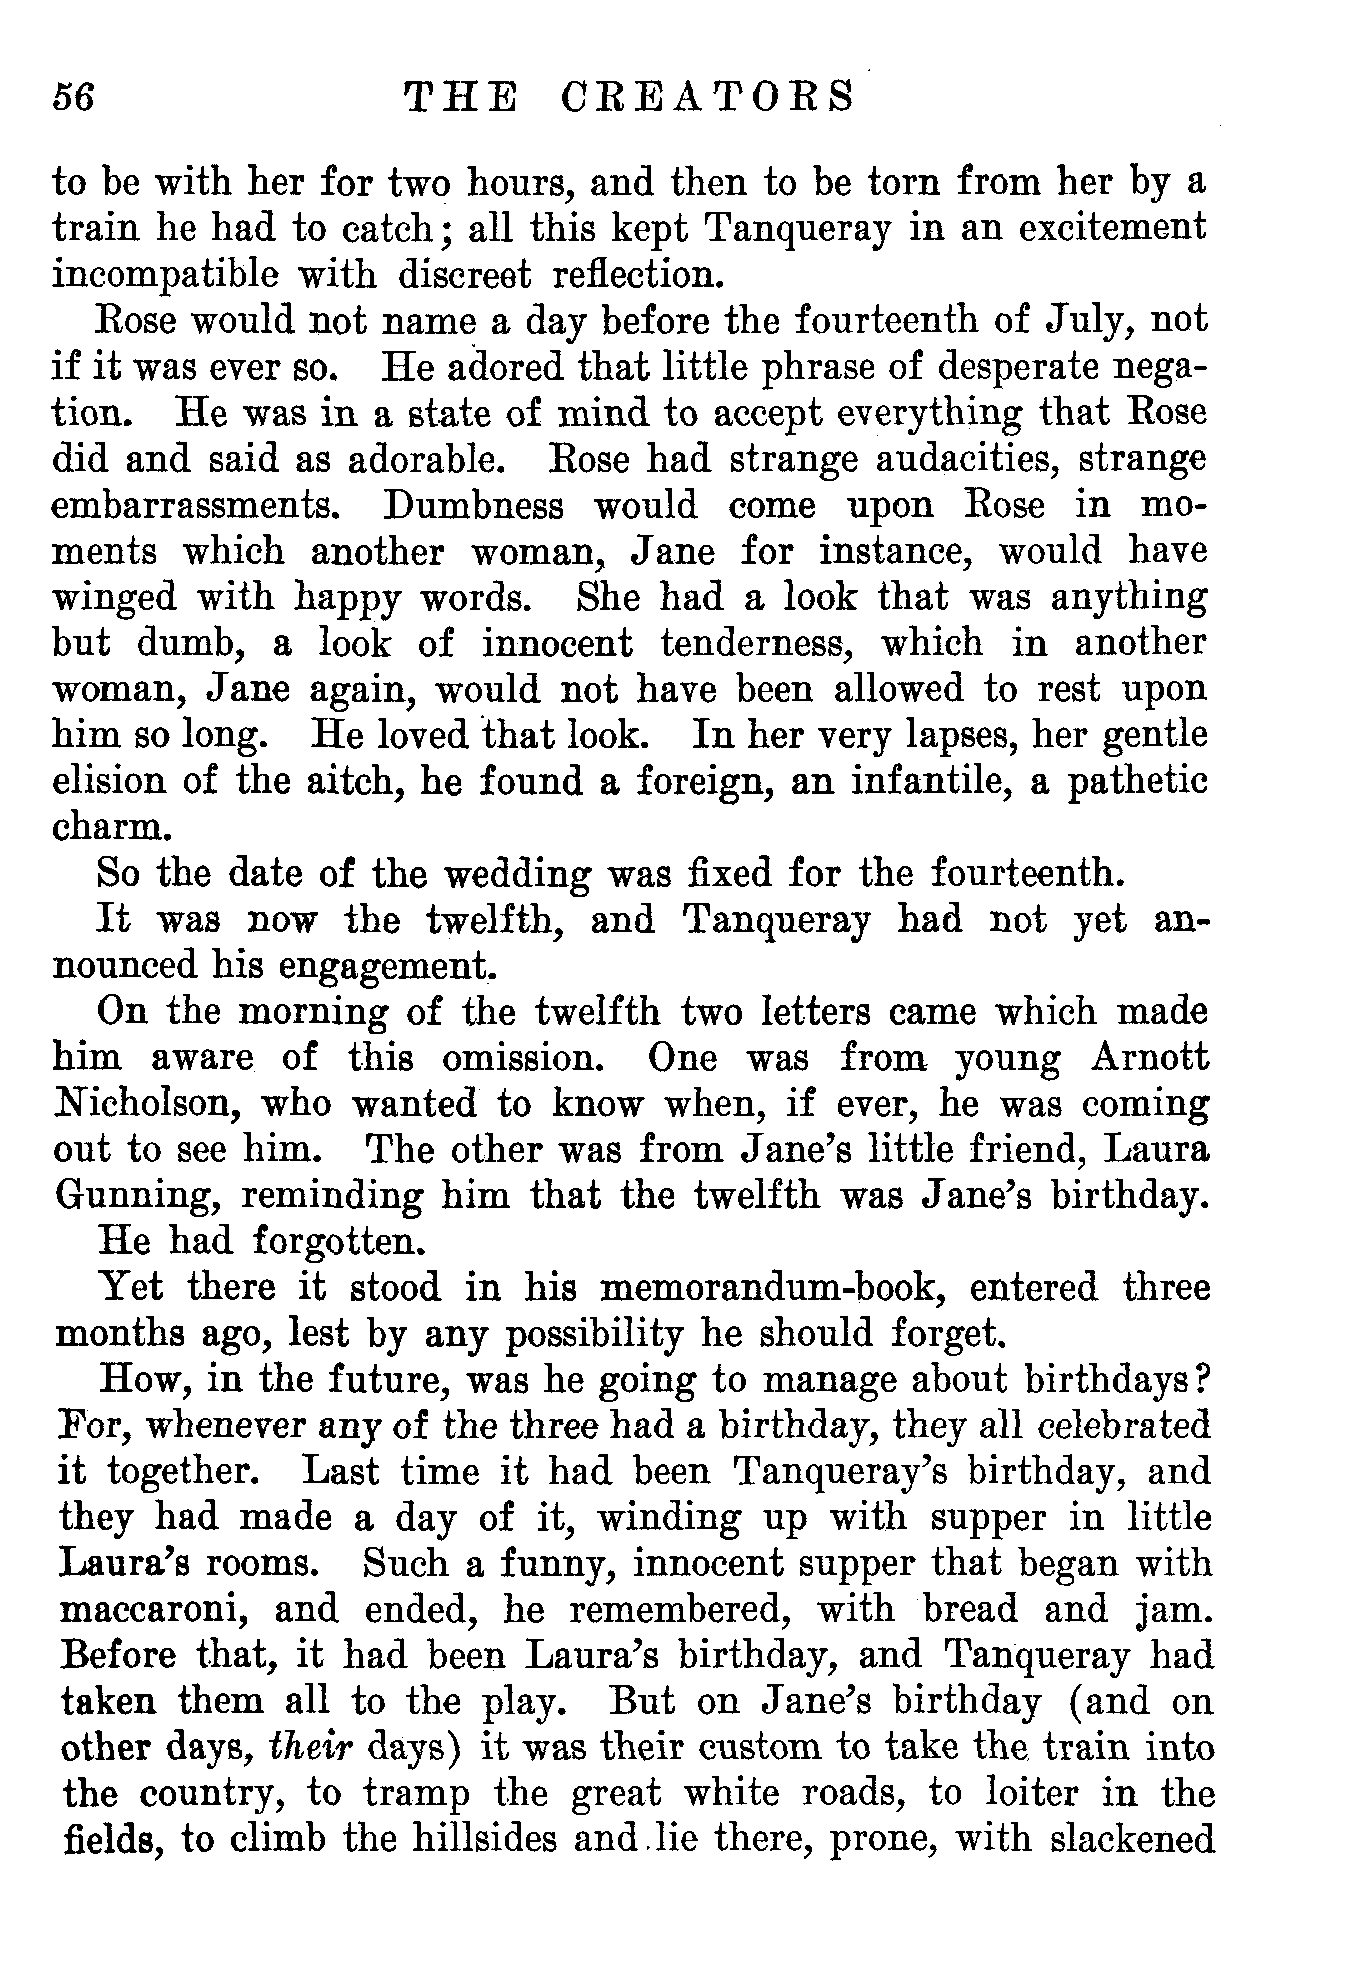 56 THE CREATORS
to be with her for two hours, and then to be torn from her by a
train he had to catch; all this kept Tanqueray in an excitement
incompatible with discreet reflection.
Rose would not name a day before the fourteenth of July, not
if it was ever so. He adored that little phrase of desperate nega-
tion. He was in a state of mind to accept everything that Rose
did and said as adorable. Rose had strange audacities, strange
embarrassments. Dumbness would come upon Rose in mo-
ments which another woman, Jane for instance, would have
winged with happy words. She had a look that was anything
but dumb, a look of innocent tenderness, which in another
woman, Jane again, would not have been allowed to rest upon
him so long. He loved that look. In her very lapses, her gentle
elision of the aitch, he found a foreign, an infantile, a pathetic
charm.
So the date of the wedding was fixed for the fourteenth.
It was now the twelfth, and Tanqueray had not yet an-
nounced his engagement.
On the morning of the twelfth two letters came which made
him aware of this omission. One was from young Arnott
Nicholson, who wanted to know when, if ever, he was coming
out to see him. The other was from Jane's little friend, Laura
Gunning, reminding him that the twelfth was Jane's birthday.
He had forgotten.
Yet there it stood in his memorandum-book, entered three
months ago, lest by any possibility he should forget.
How, in the future, was he going to manage about birthdays?
For, whenever any of the three had a birthday, they all celebrated
it together. Last time it had been Tanqueray's birthday, and
they had made a day of it, winding up with supper in little
Laura's rooms. Such a funny, innocent supper that began with
maccaroni, and ended, he remembered, with bread and jam.
Before that, it had been Laura's birthday, and Tanqueray had
taken them all to the play. But on Jane's birthday (and on
other days, their days) it was their custom to take the train into
the country, to tramp the great white roads, to loiter in the
fields, to climb the hillsides and lie there, prone, with slackened